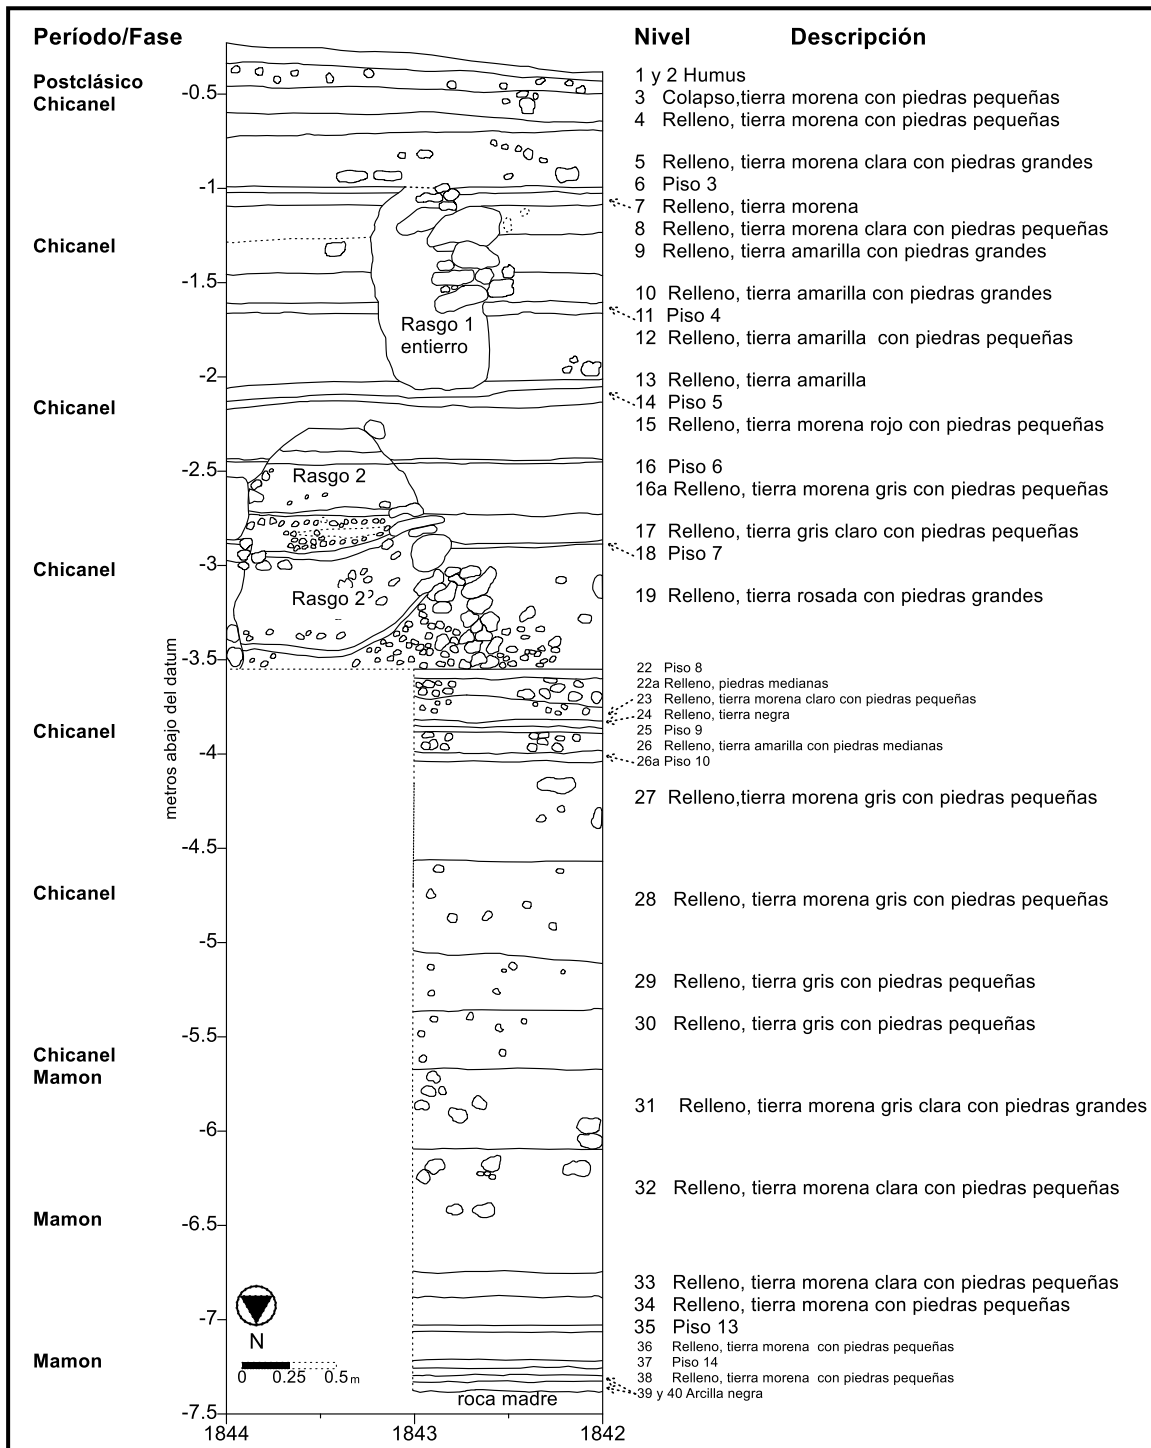 Período/Fase
Nivel Descripción
Postclásico
Chicanel
Chicanel
Chicanel
Chicanel
Chicanel
Chicanel
Chicanel
Mamon
Mamon
Mamon
metros abajo del datum
-0.5
-1
-1.5
-2
-2.5
-3
-3.5
-4
-4.5
-5
-5.5
-6
-6.5
-7
-7.5
1844 1843 1842
Rasgo 1
entierro
Rasgo 2
Rasgo 2
N
0 0.25 0.5m
roca madre
1 y 2 Humus
3 Colapso,tierra morena con piedras pequeñas
4 Relleno, tierra morena con piedras pequeñas
5 Relleno, tierra morena clara con piedras grandes
6 Piso 3
7 Relleno, tierra morena
8 Relleno, tierra morena clara con piedras pequeñas
9 Relleno, tierra amarilla con piedras grandes
10 Relleno, tierra amarilla con piedras grandes
11 Piso 4
12 Relleno, tierra amarilla con piedras pequeñas
13 Relleno, tierra amarilla
14 Piso 5
15 Relleno, tierra morena rojo con piedras pequeñas
16 Piso 6
16a Relleno, tierra morena gris con piedras pequeñas
17 Relleno, tierra gris claro con piedras pequeñas
18 Piso 7
19 Relleno, tierra rosada con piedras grandes
22 Piso 8
22a Relleno, piedras medianas
23 Relleno, tierra morena claro con piedras pequeñas
24 Relleno, tierra negra
25 Piso 9
26 Relleno, tierra amarilla con piedras medianas
26a Piso 10
27 Relleno,tierra morena gris con piedras pequeñas
28 Relleno, tierra morena gris con piedras pequeñas
29 Relleno, tierra gris con piedras pequeñas
30 Relleno, tierra gris con piedras pequeñas
31 Relleno, tierra morena gris clara con piedras grandes
32 Relleno, tierra morena clara con piedras pequeñas
33 Relleno, tierra morena clara con piedras pequeñas
34 Relleno, tierra morena con piedras pequeñas
35 Piso 13
36 Relleno, tierra morena con piedras pequeñas
37 Piso 14
38 Relleno, tierra morena con piedras pequeñas
39 y 40 Arcilla negra